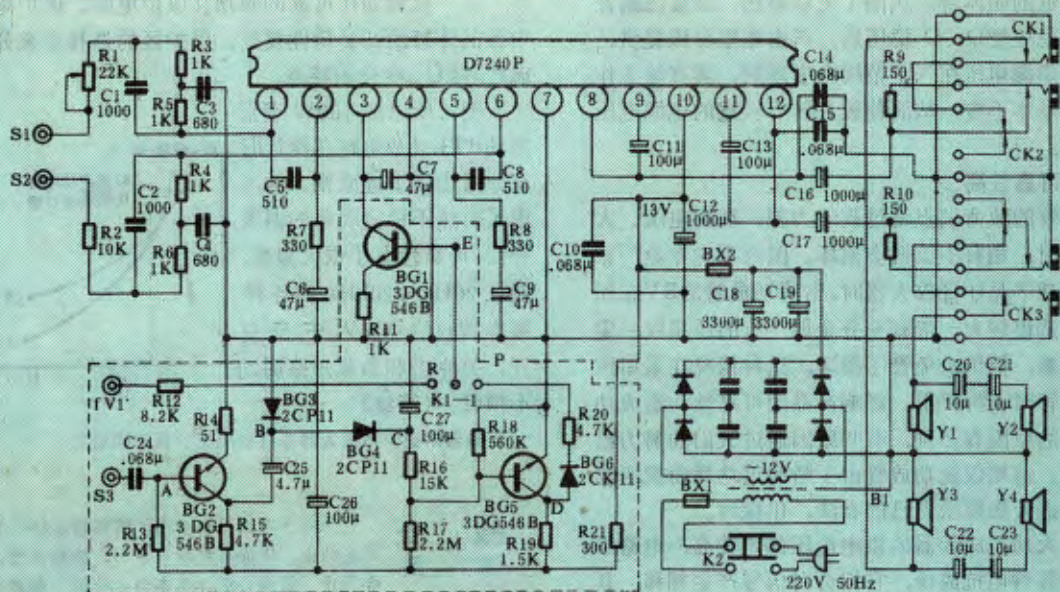 D7240P
1 2 3 4 5 6 7 8 9 10 11 12
R1
22K
C1
1000
R3
1K
R5
1K
C3
680
S1
S2
C2
1000
R2
10K
R4
1K
R6
1K
C4
680
C5
510
R7
330
C6
47μ
C7
47μ
BG1
3DG
546B
R11
1K
E
C8
510
R8
330
C9
47μ
C10
.068μ
C11
100μ
13V
C12
1000μ
C13
100μ
C14
.068μ
C15
.068μ
C16 1000μ
C17 1000μ
BX2
C18
3300μ
C19
3300μ
R9
150
R10
150
CK1
CK2
CK3
fV1
R12
8.2K
R K1—1 P
S3
C24
.068μ
A
R13
2.2M
R14
51
BG2
3DG
546B
R15
4.7K
BG3
2CP11
B
C25
4.7μ
C26
100μ
BG4
2CP11
C
C27
100μ
R16
15K
R17
2.2M
R18
560K
BG5
3DG546B
D
R19
1.5K
R20
4.7K
BG6
2CK11
R21
300
BX1
12V
B1
K2
220V 50Hz
C20
10μ
C21
10μ
Y1
Y2
Y3
Y4
C22
10μ
C23
10μ